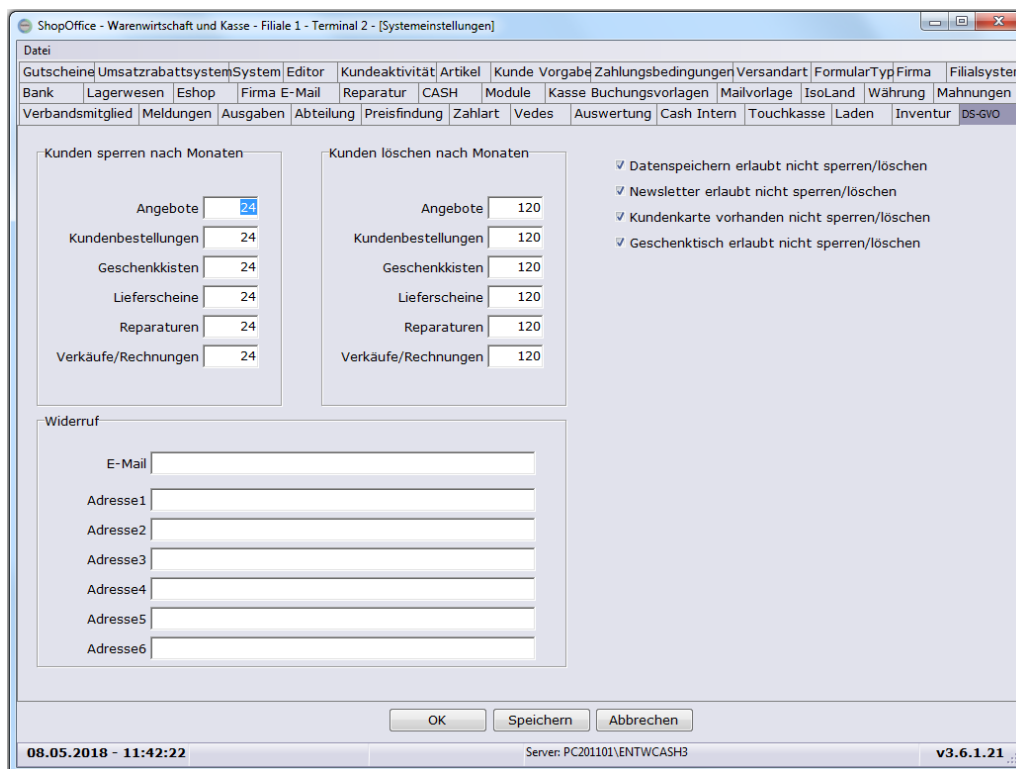 ShopOffice - Warenwirtschaft und Kasse - Filiale 1 - Terminal 2 - [Systemeinstellungen]
Datei
Gutscheine Umsatzrabattsystem System Editor Kundeaktivität Artikel Kunde Vorgabe Zahlungsbedingungen Versandart FormularTyp Firma Filialsyster
Bank Lagerwesen Eshop Firma E-Mail Reparatur CASH Module Kasse Buchungsvorlagen Mailvorlage IsoLand Währung Mahnungen
Verbandsmitglied Meldungen Ausgaben Abteilung Preisfindung Zahlart Vedes Auswertung Cash Intern Touchkasse Laden Inventur DS-GVO
Kunden sperren nach Monaten
Angebote 24
Kundenbestellungen 24
Geschenkkisten 24
Lieferscheine 24
Reparaturen 24
Verkäufe/Rechnungen 24
Kunden löschen nach Monaten
Angebote 120
Kundenbestellungen 120
Geschenkkisten 120
Lieferscheine 120
Reparaturen 120
Verkäufe/Rechnungen 120
Datenspeichern erlaubt nicht sperren/löschen
Newsletter erlaubt nicht sperren/löschen
Kundenkarte vorhanden nicht sperren/löschen
Geschenktisch erlaubt nicht sperren/löschen
Widerruf
E-Mail
Adresse1
Adresse2
Adresse3
Adresse4
Adresse5
Adresse6
OK Speichern Abbrechen
08.05.2018 - 11:42:22 Server: PC201101\ENTWCASH3 v3.6.1.21